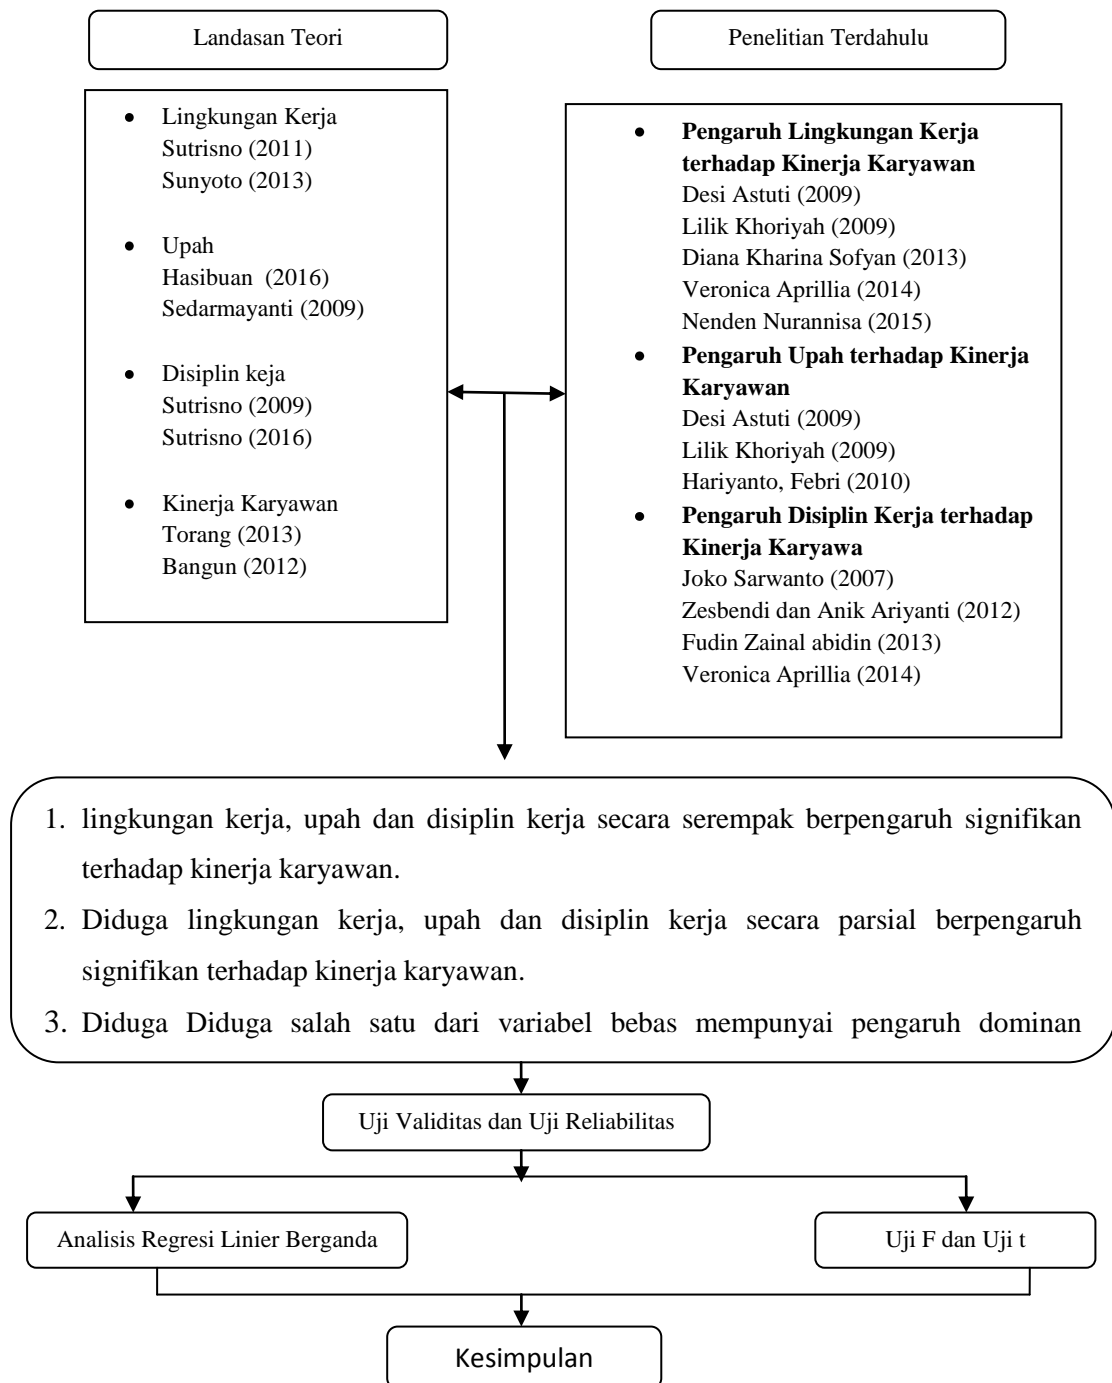 Landasan Teori
Penelitian Terdahulu
• Lingkungan Kerja
Sutrisno (2011)
Sunyoto (2013)
• Upah
Hasibuan (2016)
Sedarmayanti (2009)
• Disiplin keja
Sutrisno (2009)
Sutrisno (2016)
• Kinerja Karyawan
Torang (2013)
Bangun (2012)
• Pengaruh Lingkungan Kerja
terhadap Kinerja Karyawan
Desi Astuti (2009)
Lilik Khoriyah (2009)
Diana Kharina Sofyan (2013)
Veronica Aprillia (2014)
Nenden Nurannisa (2015)
• Pengaruh Upah terhadap Kinerja
Karyawan
Desi Astuti (2009)
Lilik Khoriyah (2009)
Hariyanto, Febri (2010)
• Pengaruh Disiplin Kerja terhadap
Kinerja Karyawa
Joko Sarwanto (2007)
Zesbendi dan Anik Ariyanti (2012)
Fudin Zainal abidin (2013)
Veronica Aprillia (2014)
1. lingkungan kerja, upah dan disiplin kerja secara serempak berpengaruh signifikan
terhadap kinerja karyawan.
2. Diduga lingkungan kerja, upah dan disiplin kerja secara parsial berpengaruh
signifikan terhadap kinerja karyawan.
3. Diduga Diduga salah satu dari variabel bebas mempunyai pengaruh dominan
Uji Validitas dan Uji Reliabilitas
Analisis Regresi Linier Berganda
Uji F dan Uji t
Kesimpulan